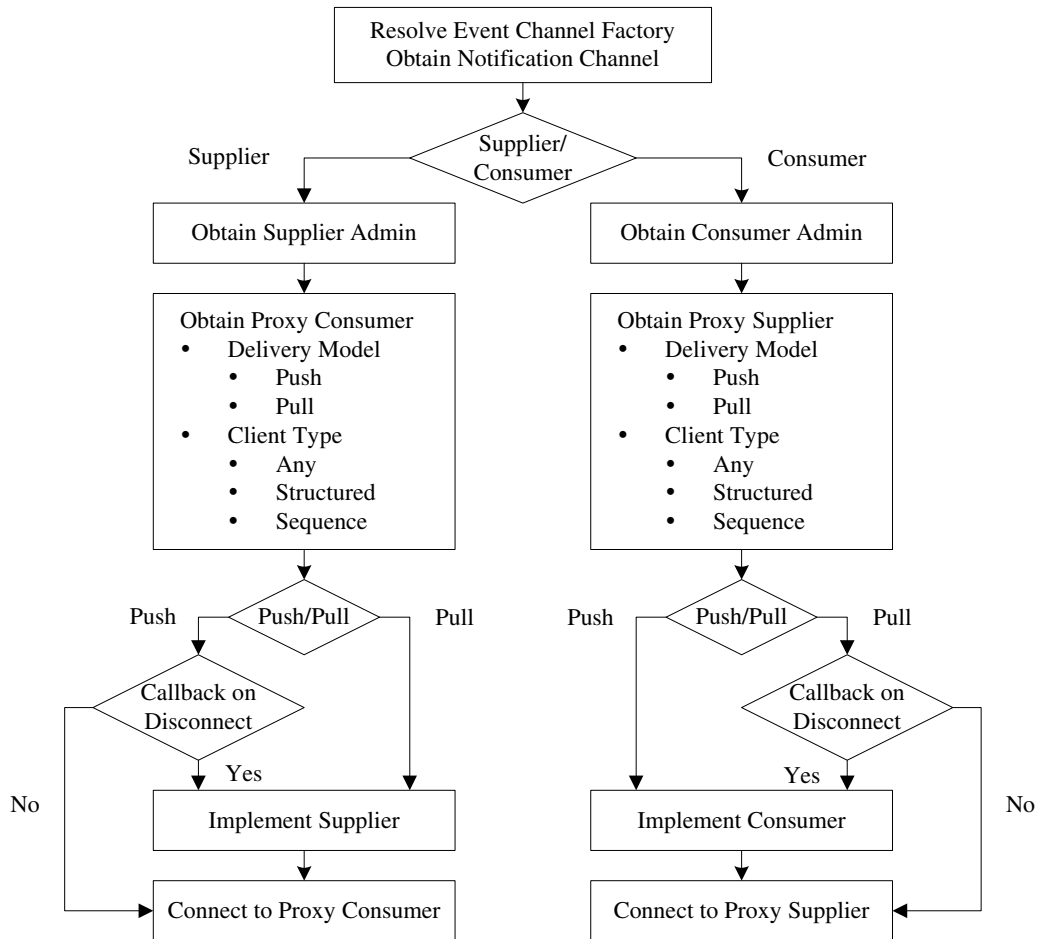 Resolve Event Channel Factory
Obtain Notification Channel
Supplier/
Consumer
Supplier
Consumer
Obtain Supplier Admin
Obtain Consumer Admin
Obtain Proxy Consumer
• Delivery Model
• Push
• Pull
• Client Type
• Any
• Structured
• Sequence
Obtain Proxy Supplier
• Delivery Model
• Push
• Pull
• Client Type
• Any
• Structured
• Sequence
Push
Push/Pull
Pull
Push
Push/Pull
Pull
Callback on
Disconnect
Callback on
Disconnect
Yes
Yes
No
No
Implement Supplier
Implement Consumer
Connect to Proxy Consumer
Connect to Proxy Supplier